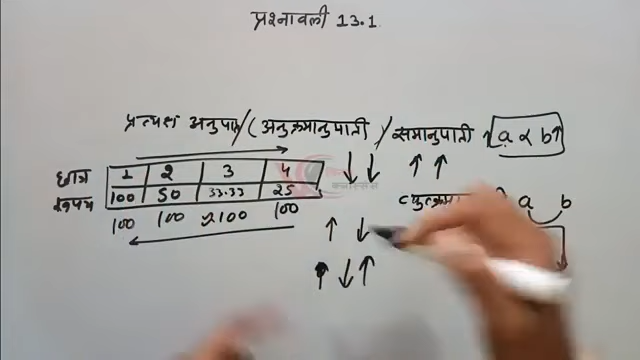 प्रश्नावली 13.1
प्रत्यक्ष अनुपात / (अनुक्रमानुपाती) / समानुपाती a ∝ b
छात्र 1 2 3 4
100 50 33.33 25
100 100 ≈100 100
a b